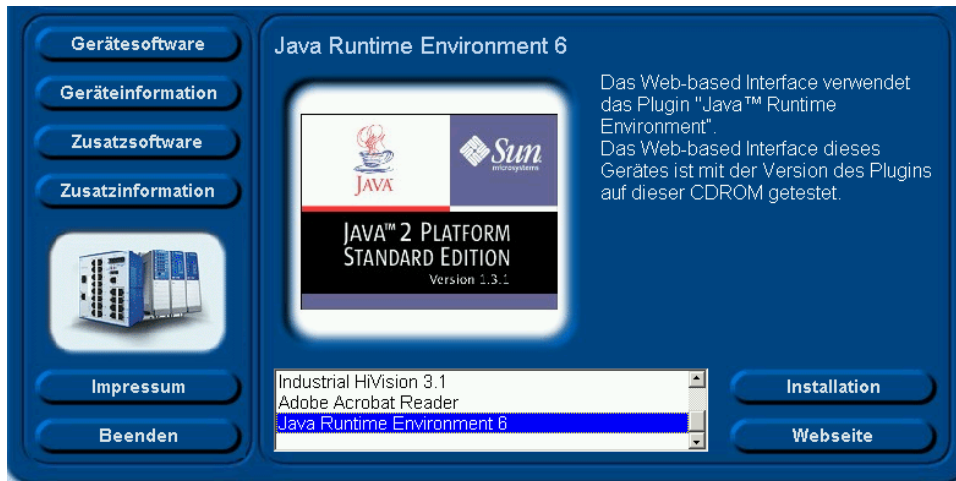 Gerätesoftware
Geräteinformation
Zusatzsoftware
Zusatzinformation
Impressum
Beenden
Java Runtime Environment 6
JAVA
Sun
microsystems
JAVA™ 2 PLATFORM
STANDARD EDITION
Version 1.3.1
Das Web-based Interface verwendet
das Plugin "Java™ Runtime
Environment".
Das Web-based Interface dieses
Gerätes ist mit der Version des Plugins
auf dieser CDROM getestet.
Industrial HiVision 3.1
Adobe Acrobat Reader
Java Runtime Environment 6
Installation
Webseite